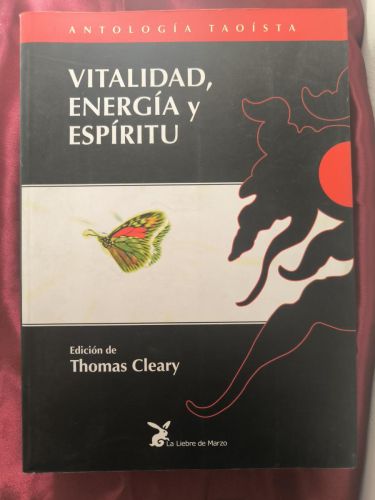 ANTOLOGÍA TAOÍSTA
VITALIDAD,
ENERGÍA y
ESPÍRITU
Edición de
Thomas Cleary
La Liebre de Marzo